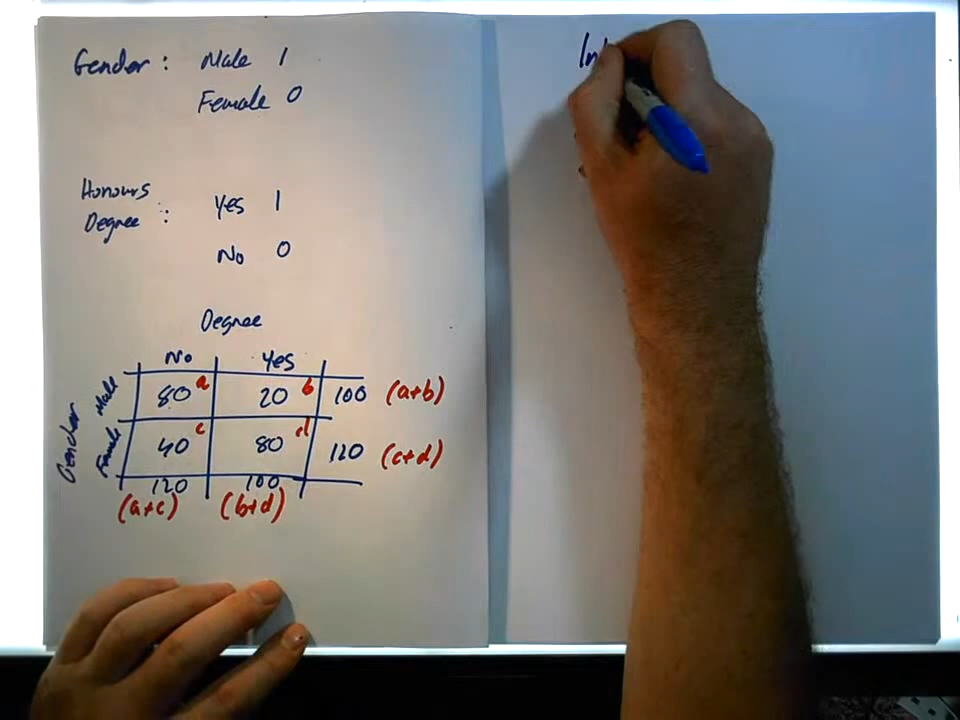 Gender : Male 1
Female 0
Honours
Degree : Yes 1
No 0
Degree
No Yes
Gender
Male 80 a 20 b 100 (a+b)
Female 40 c 80 d 120 (c+d)
120 100
(a+c) (b+d)